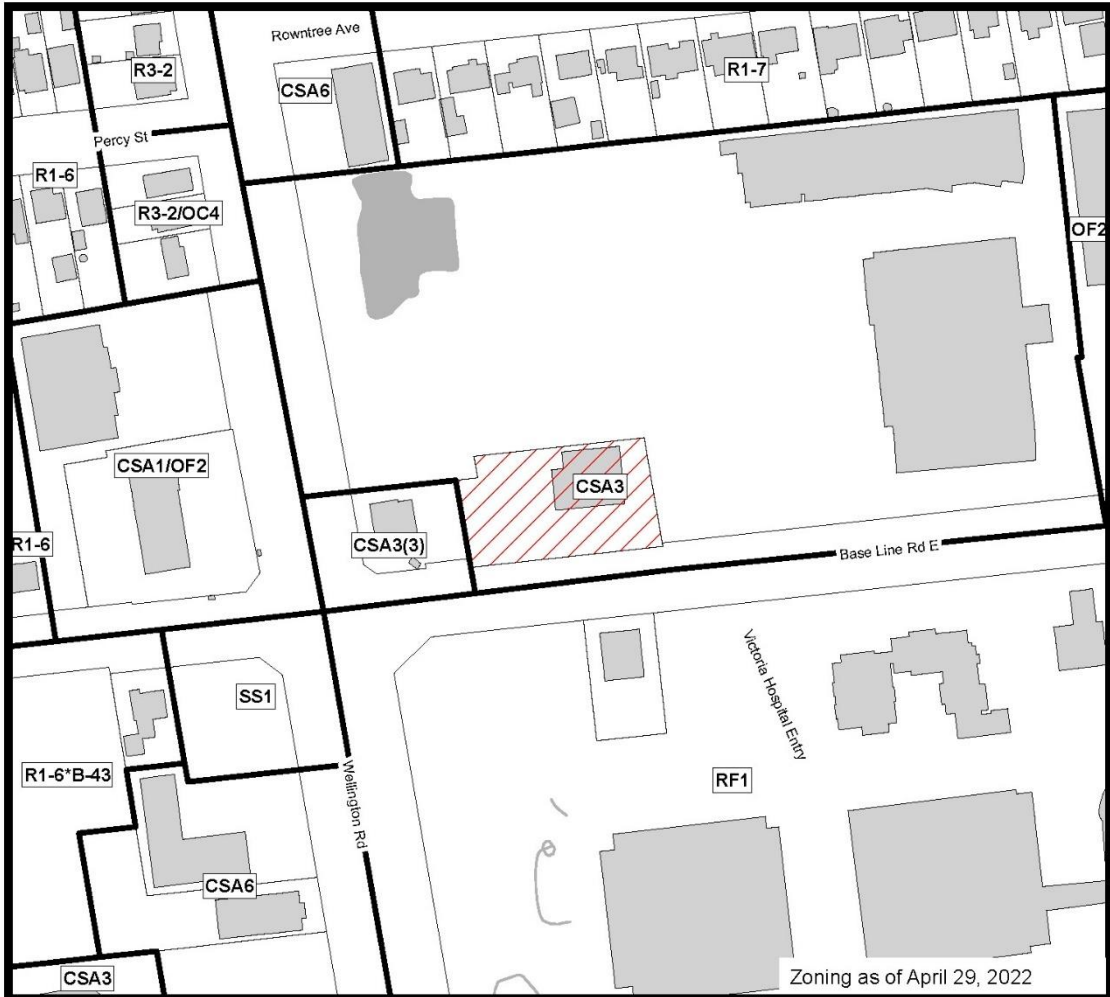 Rowntree Ave
R3-2
CSA6
R1-7
Percy St
R1-6
R3-2/OC4
OF2
CSA1/OF2
CSA3
R1-6
CSA3(3)
Base Line Rd E
SS1
Victoria Hospital Entry
R1-6*B-43
Wellington Rd
RF1
CSA6
CSA3
Zoning as of April 29, 2022